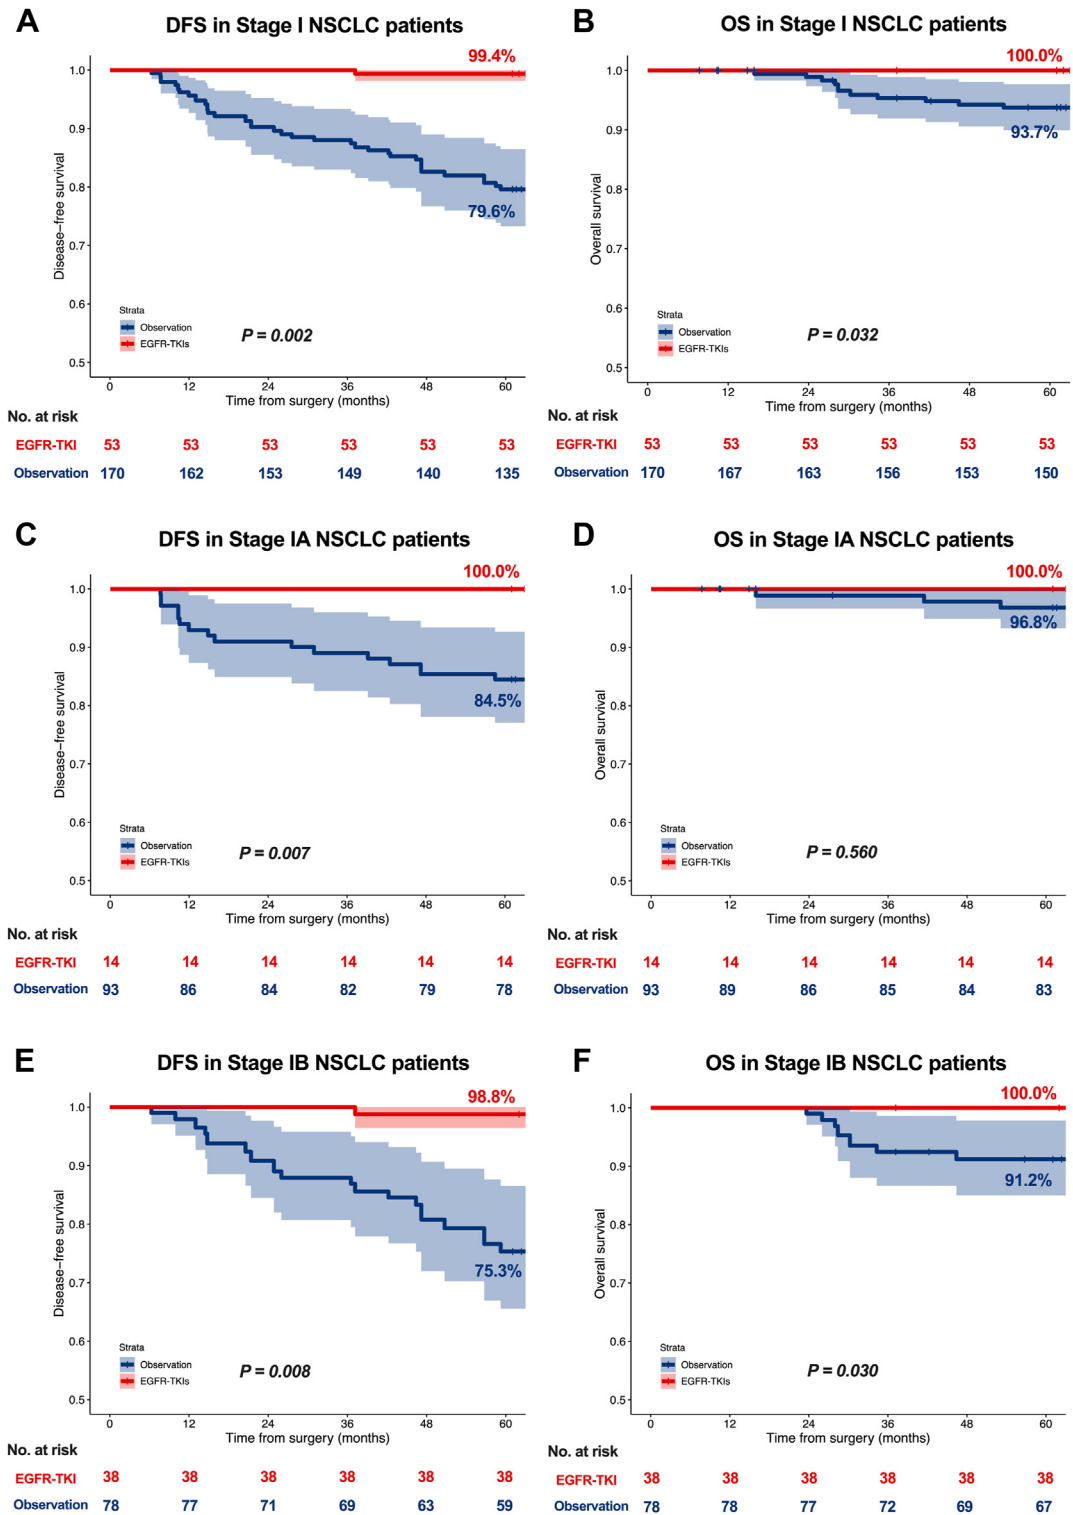 A
DFS in Stage I NSCLC patients
99.4%
1.0
0.9
0.8
0.7
0.6
0.5
Disease-free survival
79.6%
Strata
Observation
EGFR-TKIs
P = 0.002
0 12 24 36 48 60
Time from surgery (months)
No. at risk
EGFR-TKI 53 53 53 53 53 53
Observation 170 162 153 149 140 135
B
OS in Stage I NSCLC patients
100.0%
1.0
0.9
0.8
0.7
0.6
0.5
Overall survival
93.7%
Strata
Observation
EGFR-TKIs
P = 0.032
0 12 24 36 48 60
Time from surgery (months)
No. at risk
EGFR-TKI 53 53 53 53 53 53
Observation 170 167 163 156 153 150
C
DFS in Stage IA NSCLC patients
100.0%
1.0
0.9
0.8
0.7
0.6
0.5
Disease-free survival
84.5%
Strata
Observation
EGFR-TKIs
P = 0.007
0 12 24 36 48 60
Time from surgery (months)
No. at risk
EGFR-TKI 14 14 14 14 14 14
Observation 93 86 84 82 79 78
D
OS in Stage IA NSCLC patients
100.0%
1.0
0.9
0.8
0.7
0.6
0.5
Overall survival
96.8%
Strata
Observation
EGFR-TKIs
P = 0.560
0 12 24 36 48 60
Time from surgery (months)
No. at risk
EGFR-TKI 14 14 14 14 14 14
Observation 93 89 86 85 84 83
E
DFS in Stage IB NSCLC patients
98.8%
1.0
0.9
0.8
0.7
0.6
0.5
Disease-free survival
75.3%
Strata
Observation
EGFR-TKIs
P = 0.008
0 12 24 36 48 60
Time from surgery (months)
No. at risk
EGFR-TKI 38 38 38 38 38 38
Observation 78 77 71 69 63 59
F
OS in Stage IB NSCLC patients
100.0%
1.0
0.9
0.8
0.7
0.6
0.5
Overall survival
91.2%
Strata
Observation
EGFR-TKIs
P = 0.030
0 12 24 36 48 60
Time from surgery (months)
No. at risk
EGFR-TKI 38 38 38 38 38 38
Observation 78 78 77 72 69 67